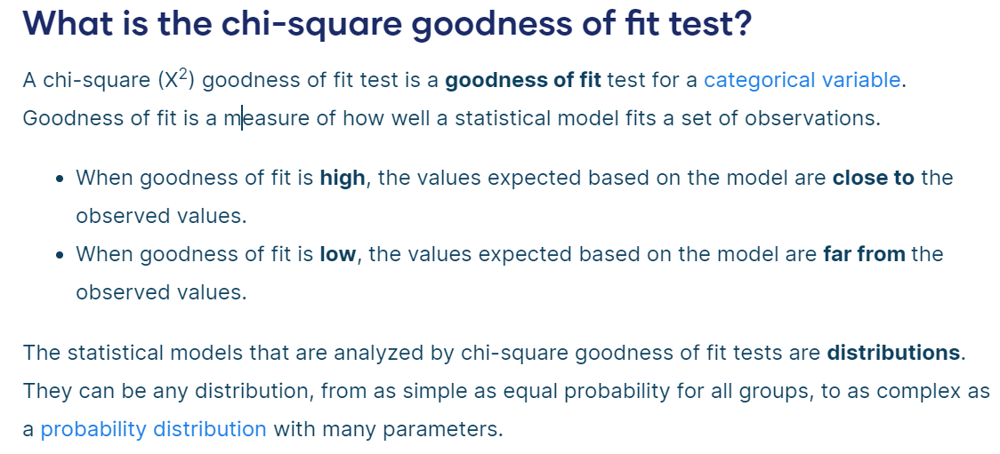 What is the chi-square goodness of fit test?
A chi-square (Χ²) goodness of fit test is a goodness of fit test for a categorical variable.
Goodness of fit is a measure of how well a statistical model fits a set of observations.
• When goodness of fit is high, the values expected based on the model are close to the
observed values.
• When goodness of fit is low, the values expected based on the model are far from the
observed values.
The statistical models that are analyzed by chi-square goodness of fit tests are distributions.
They can be any distribution, from as simple as equal probability for all groups, to as complex as
a probability distribution with many parameters.